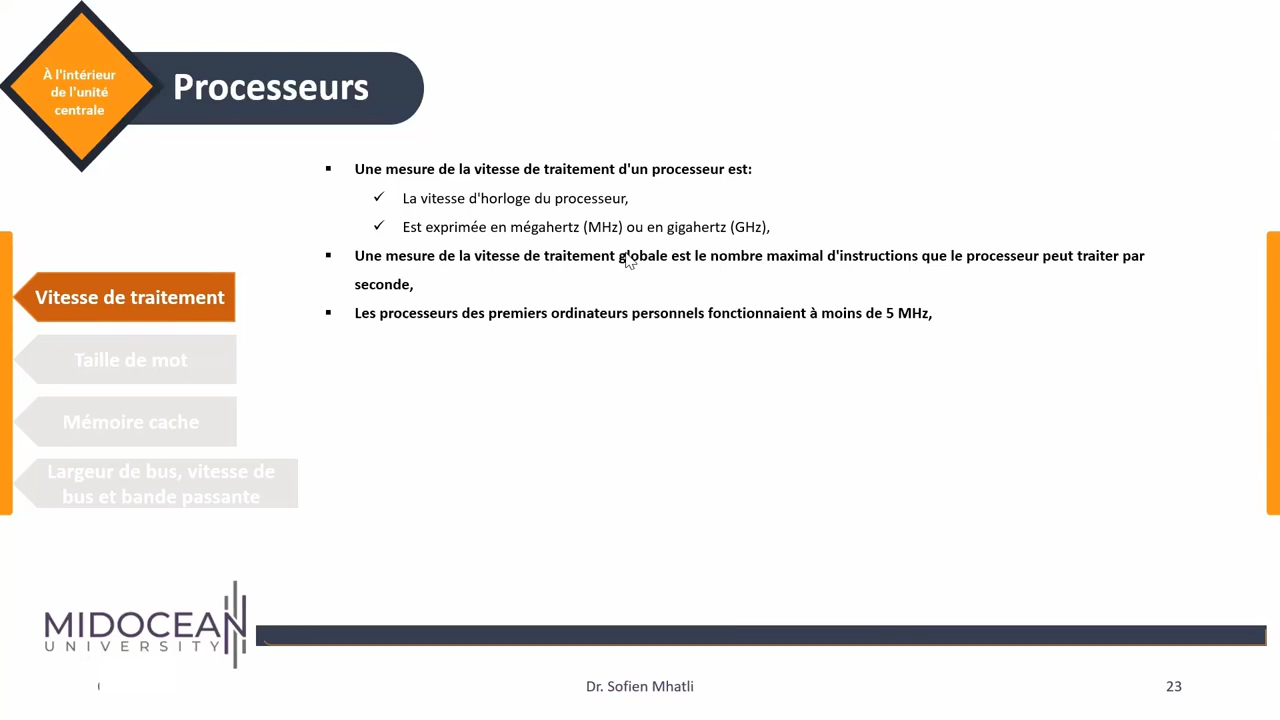 À l'intérieur
de l'unité
centrale
Processeurs
▪ Une mesure de la vitesse de traitement d'un processeur est:
✓ La vitesse d'horloge du processeur,
✓ Est exprimée en mégahertz (MHz) ou en gigahertz (GHz),
▪ Une mesure de la vitesse de traitement globale est le nombre maximal d'instructions que le processeur peut traiter par
seconde,
▪ Les processeurs des premiers ordinateurs personnels fonctionnaient à moins de 5 MHz,
Vitesse de traitement
Taille de mot
Mémoire cache
Largeur de bus, vitesse de
bus et bande passante
MIDOCEAN
UNIVERSITY
Dr. Sofien Mhatli
23